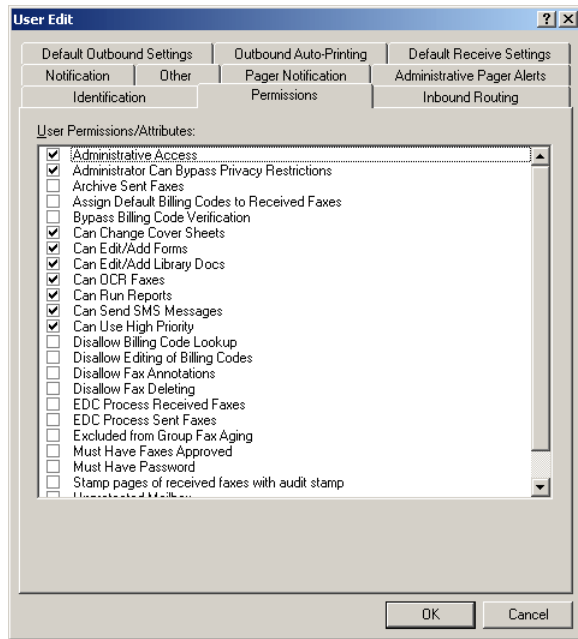 User Edit
Default Outbound Settings
Outbound Auto-Printing
Default Receive Settings
Notification
Other
Pager Notification
Administrative Pager Alerts
Identification
Permissions
Inbound Routing
User Permissions/Attributes:
Administrative Access
Administrator Can Bypass Privacy Restrictions
Archive Sent Faxes
Assign Default Billing Codes to Received Faxes
Bypass Billing Code Verification
Can Change Cover Sheets
Can Edit/Add Forms
Can Edit/Add Library Docs
Can OCR Faxes
Can Run Reports
Can Send SMS Messages
Can Use High Priority
Disallow Billing Code Lookup
Disallow Editing of Billing Codes
Disallow Fax Annotations
Disallow Fax Deleting
EDC Process Received Faxes
EDC Process Sent Faxes
Excluded from Group Fax Aging
Must Have Faxes Approved
Must Have Password
Stamp pages of received faxes with audit stamp
OK
Cancel